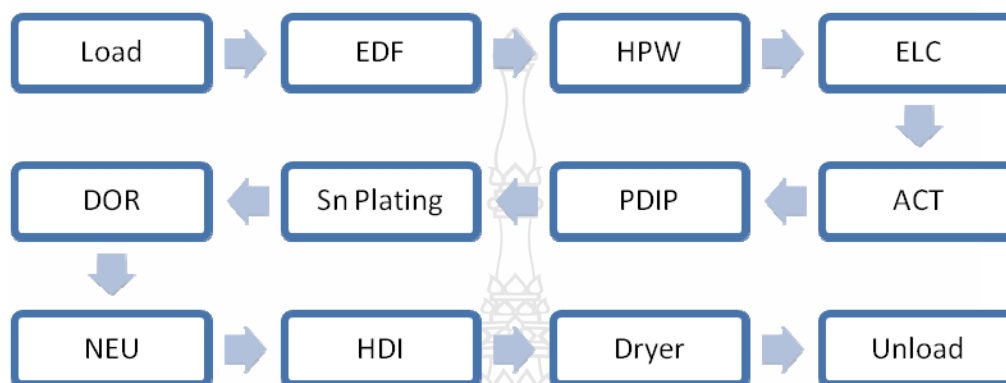 Load
EDF
HPW
ELC
ACT
PDIP
Sn Plating
DOR
NEU
HDI
Dryer
Unload